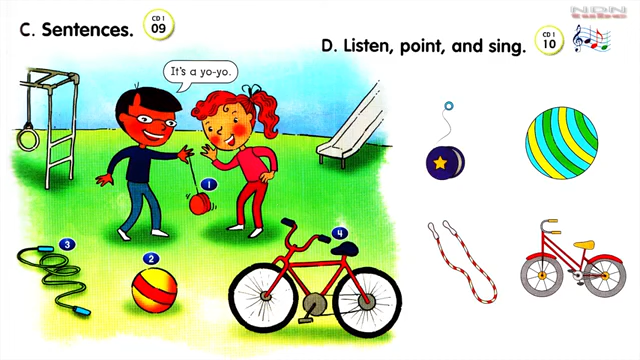 C. Sentences.
CD 1
09
D. Listen, point, and sing.
CD 1
10
It's a yo-yo.
1
2
3
4